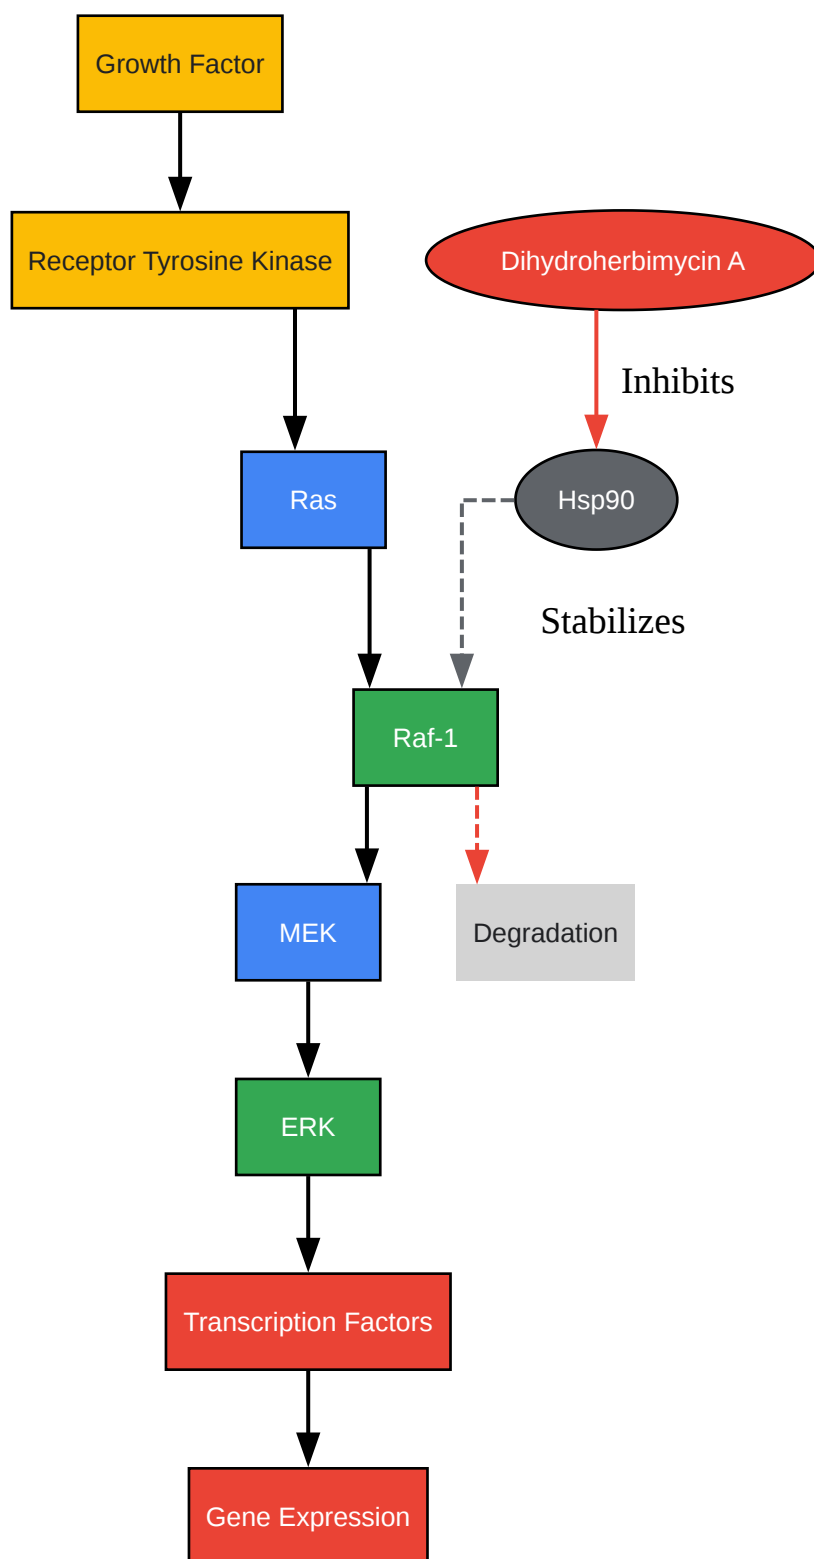 Growth Factor
Receptor Tyrosine Kinase
Dihydroherbimycin A
Inhibits
Ras
Hsp90
Stabilizes
Raf-1
MEK
Degradation
ERK
Transcription Factors
Gene Expression